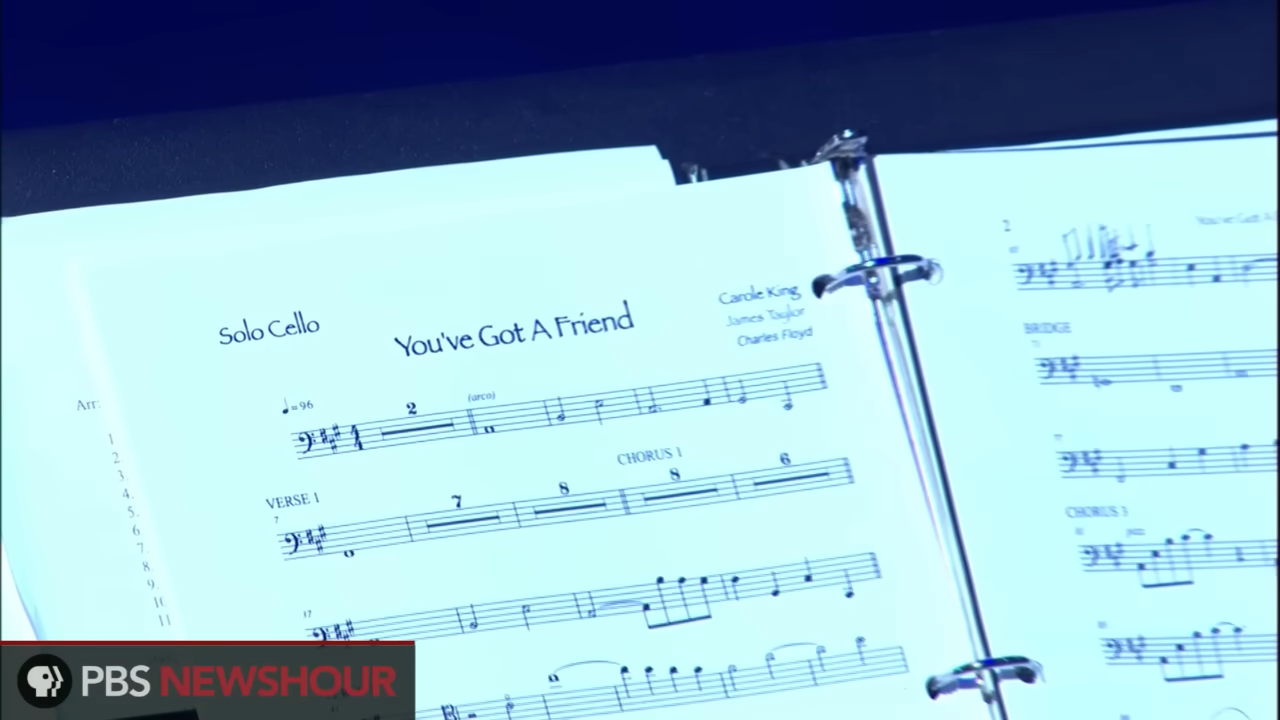 Solo Cello
You've Got A Friend
Carole King
James Taylor
Charles Floyd
Arr.
1
2.
3.
4.
5.
6
7.
8.
9.
11
=96
2
(arco)
VERSE 1
7
7
8
CHORUS 1
8
6
17
2
BRIDGE
CHORUS 3
PBS NEWSHOUR